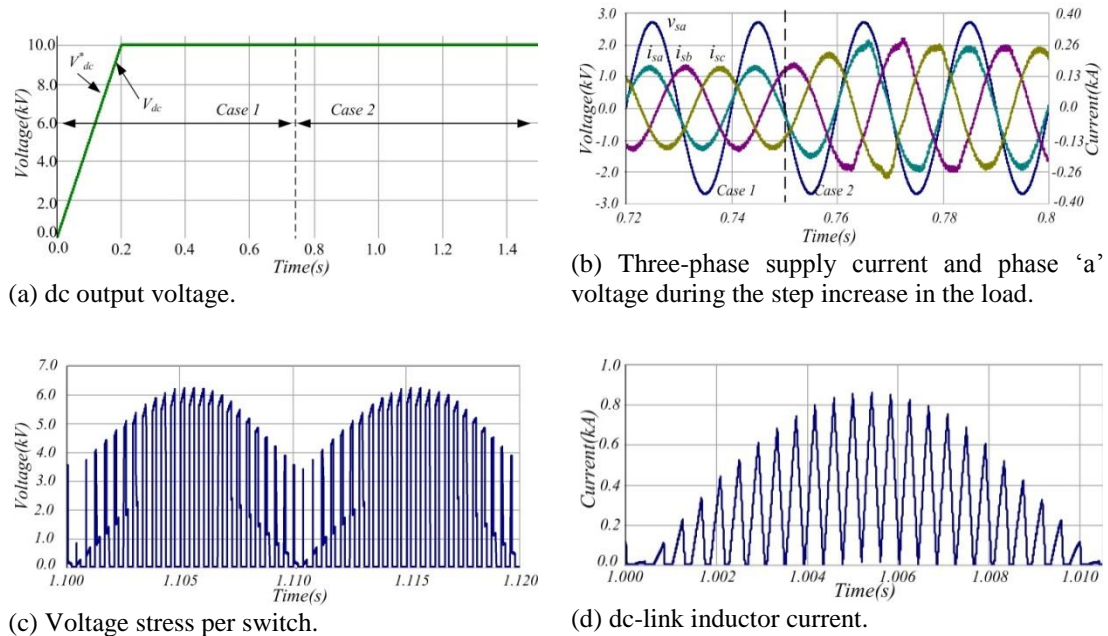 10.0
8.0
6.0
4.0
2.0
0.0
Voltage(kV)
V*dc
Vdc
Case 1
Case 2
0.0 0.2 0.4 0.6 0.8 1.0 1.2 1.4
Time(s)
(a) dc output voltage.
3.0
2.0
1.0
0.0
-1.0
-2.0
-3.0
Voltage(kV)
vsa
isa isb isc
Case 1
Case 2
0.40
0.26
0.13
0.0
-0.13
-0.26
-0.40
Current(kA)
0.72 0.74 0.76 0.78 0.8
Time(s)
(b) Three-phase supply current and phase ‘a’
voltage during the step increase in the load.
7.0
6.0
5.0
4.0
3.0
2.0
1.0
0.0
Voltage(kV)
1.100 1.105 1.110 1.115 1.120
Time(s)
(c) Voltage stress per switch.
1.0
0.8
0.6
0.4
0.2
0.0
Current(kA)
1.000 1.002 1.004 1.006 1.008 1.010
Time(s)
(d) dc-link inductor current.